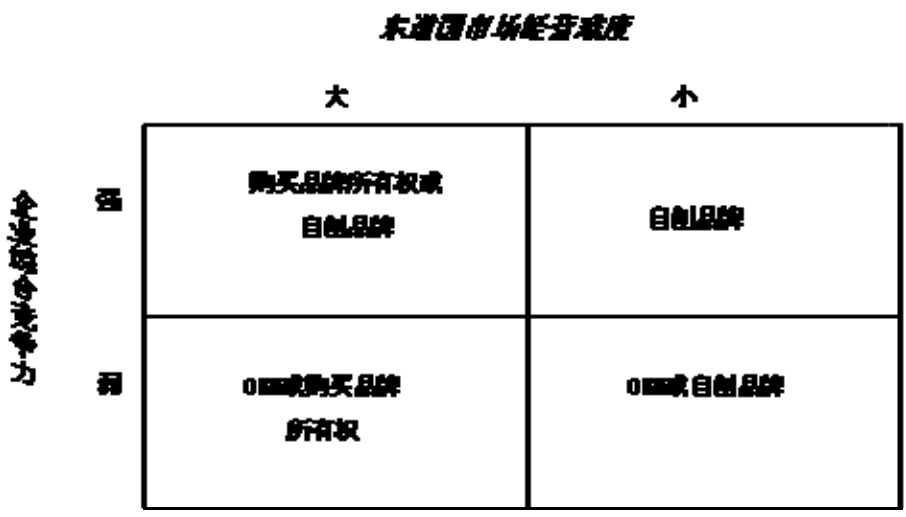 东道国市场经营难度
大
小
强
购买品牌所有权或
自创品牌
自创品牌
企业综合竞争力
弱
OEM或购买品牌
所有权
OEM或自创品牌